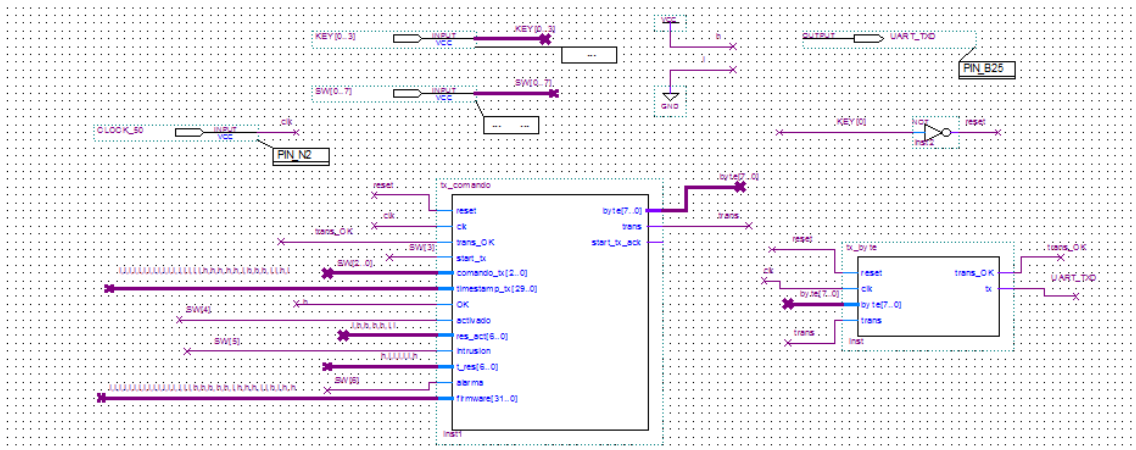 KEY[0..3]
INPUT
VCC
KEY[0..3]
...
VCC
h
l
GND
OUTPUT
UART_TXD
PIN_B25
SW[0..7]
INPUT
VCC
SW[0..7]
CLOCK_50
INPUT
VCC
clk
PIN_N2
KEY[0]
NOT
reset
inst2
tx_comando
reset
reset
clk
clk
trans_OK
trans_OK
SW[3]
start_tx
SW[2..0]
comando_tx[2..0]
timestamp_tx[29..0]
h
OK
SW[4]
activado
res_act[6..0]
SW[5]
intrusion
t_res[6..0]
SW[6]
alarma
firmware[31..0]
byte[7..0]
trans
start_tx_ack
byte[7..0]
trans
inst1
tx_byte
reset
reset
clk
clk
byte[7..0]
byte[7..0]
trans
trans
trans_OK
tx
trans_OK
UART_TXD
inst